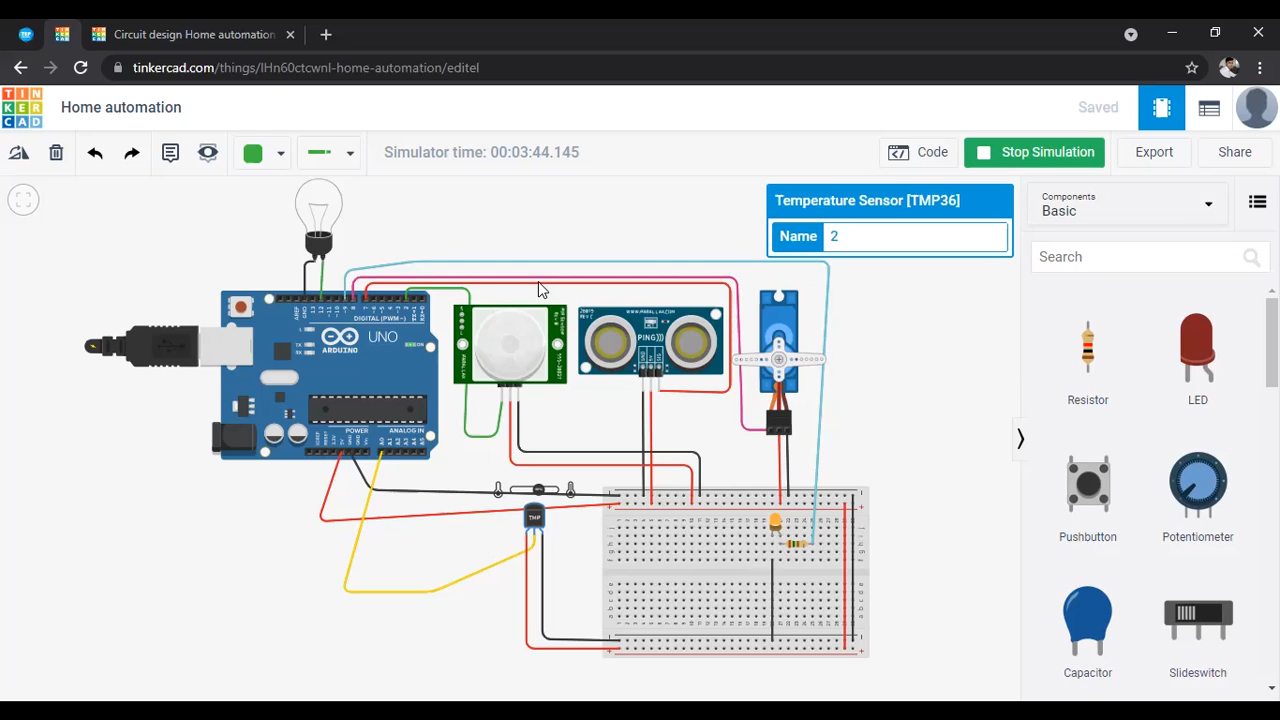 Circuit design Home automation
tinkercad.com/things/lHn60ctcwnl-home-automation/editel
TIN
KER
CAD
Home automation
Saved
Simulator time: 00:03:44.145
Code
Stop Simulation
Export
Share
Temperature Sensor [TMP36]
Name
2
Components
Basic
Search
Resistor
LED
Pushbutton
Potentiometer
Capacitor
Slideswitch
DIGITAL (PWM~)
UNO
ARDUINO
POWER
ANALOG IN
PING)))
TMP